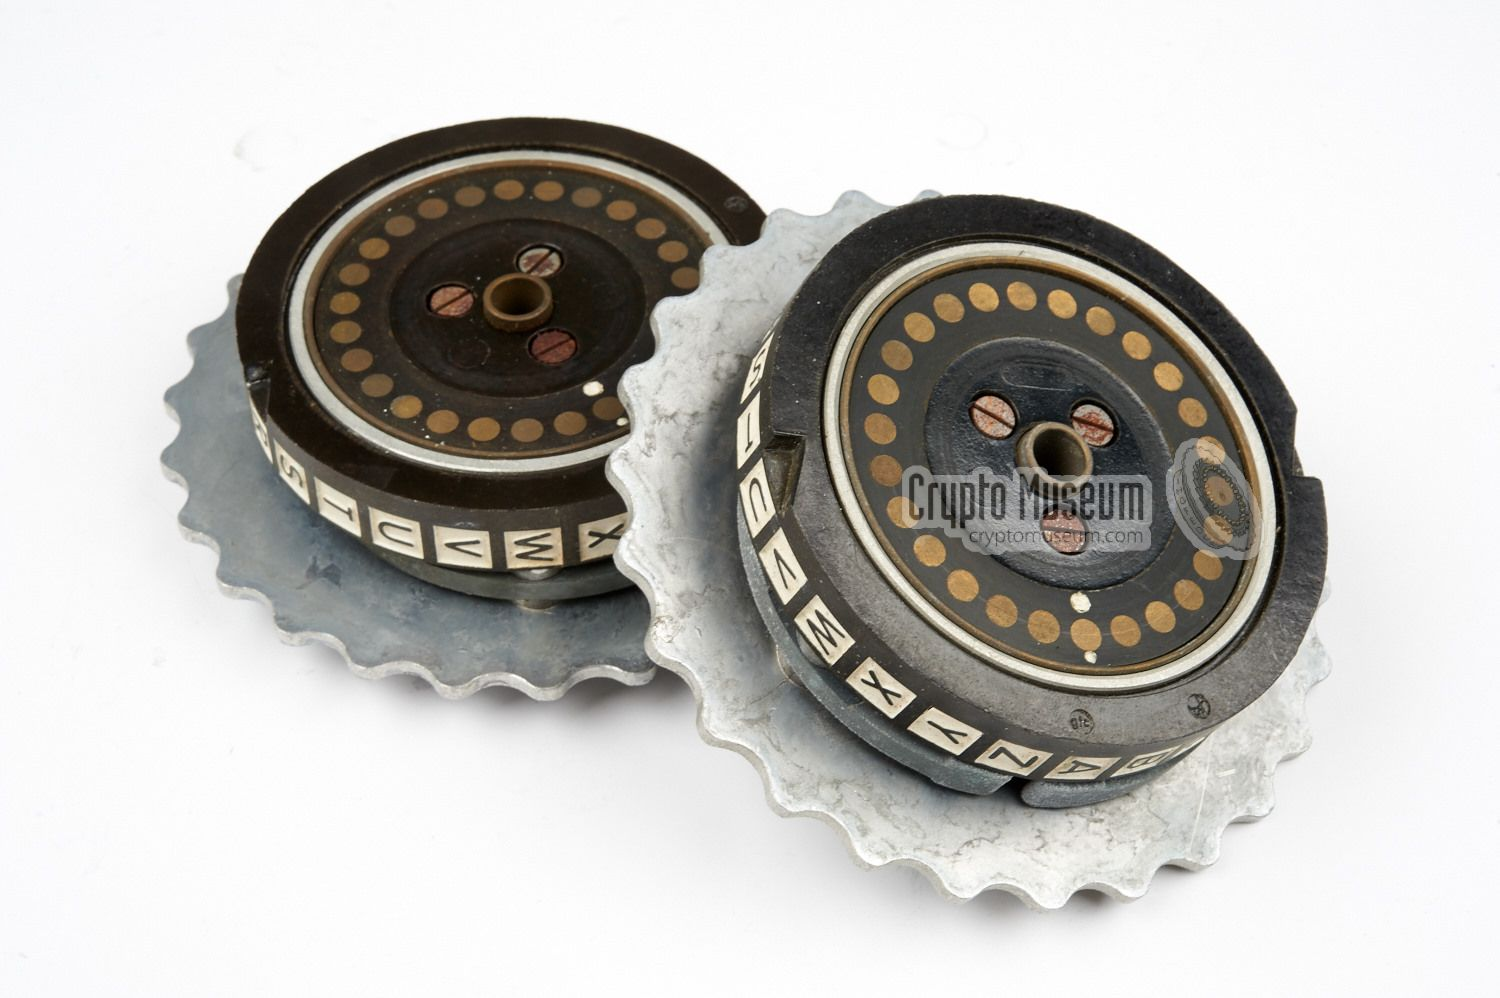 S T U V W X
S T U V W X Y Z A B
Crypto Museum
cryptomuseum.com